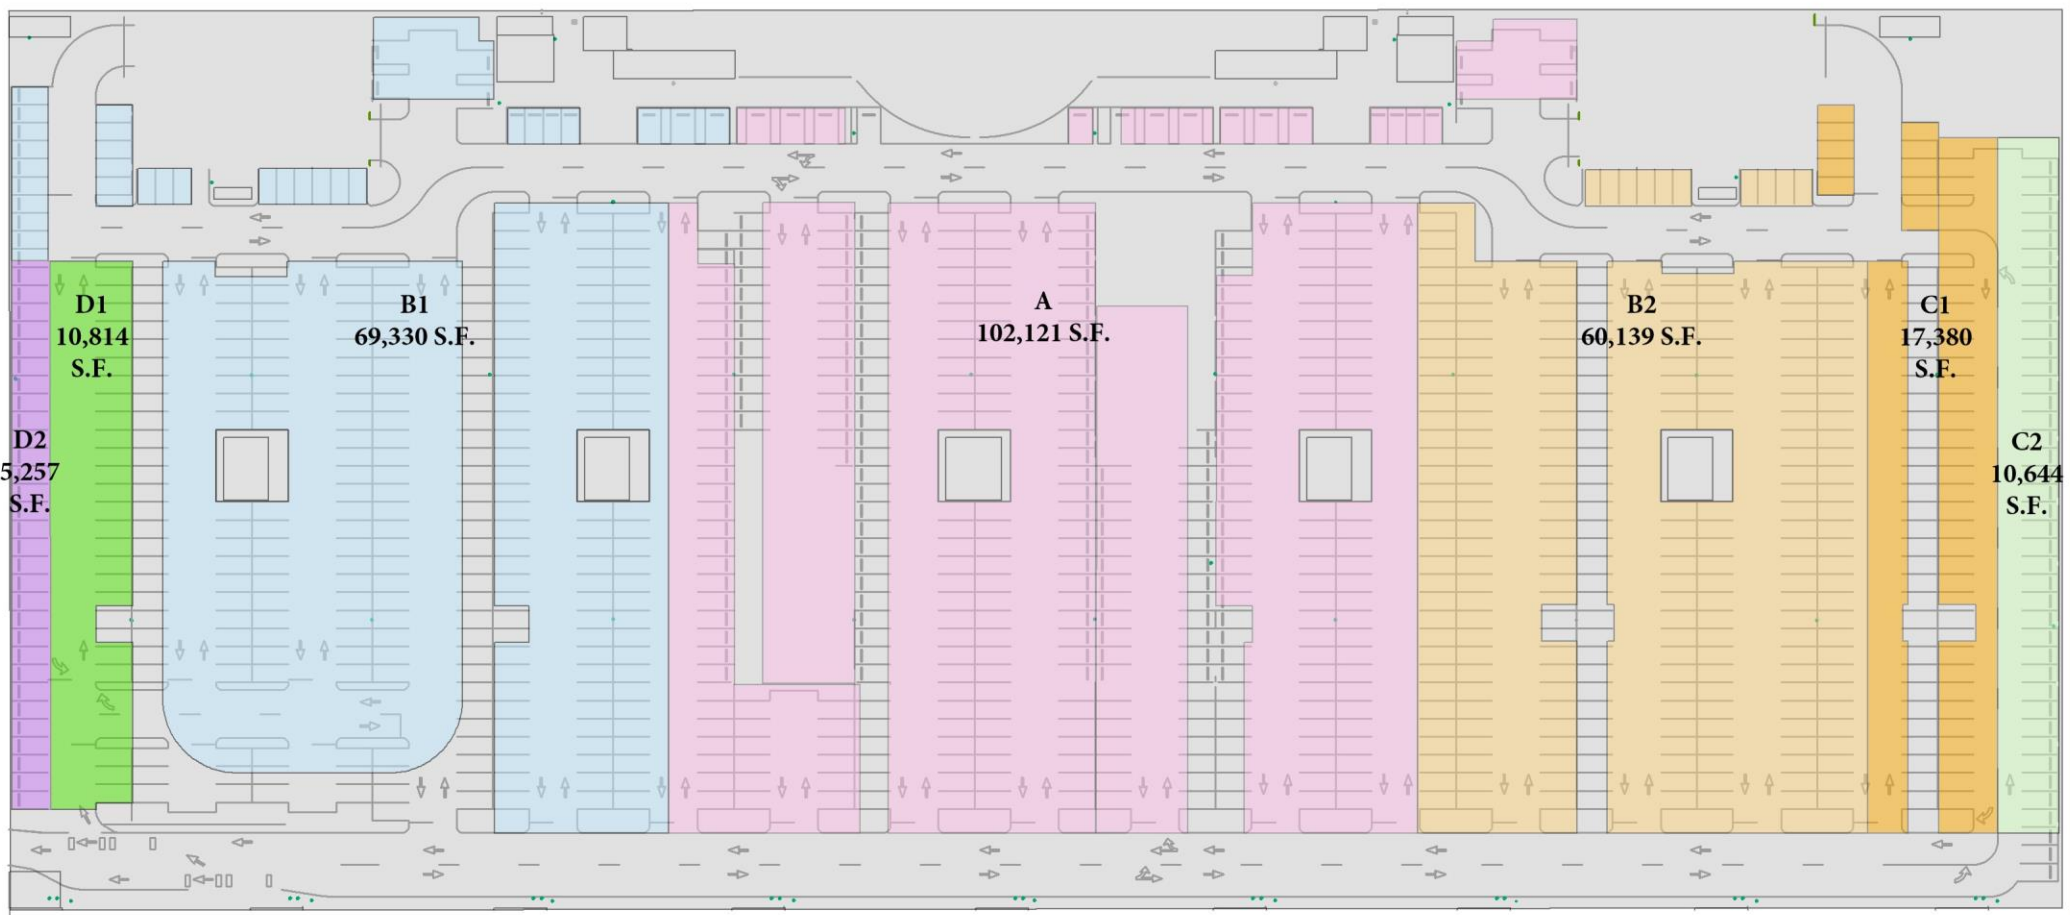 D1
10,814
S.F.
B1
69,330 S.F.
A
102,121 S.F.
B2
60,139 S.F.
C1
17,380
S.F.
D2
5,257
S.F.
C2
10,644
S.F.